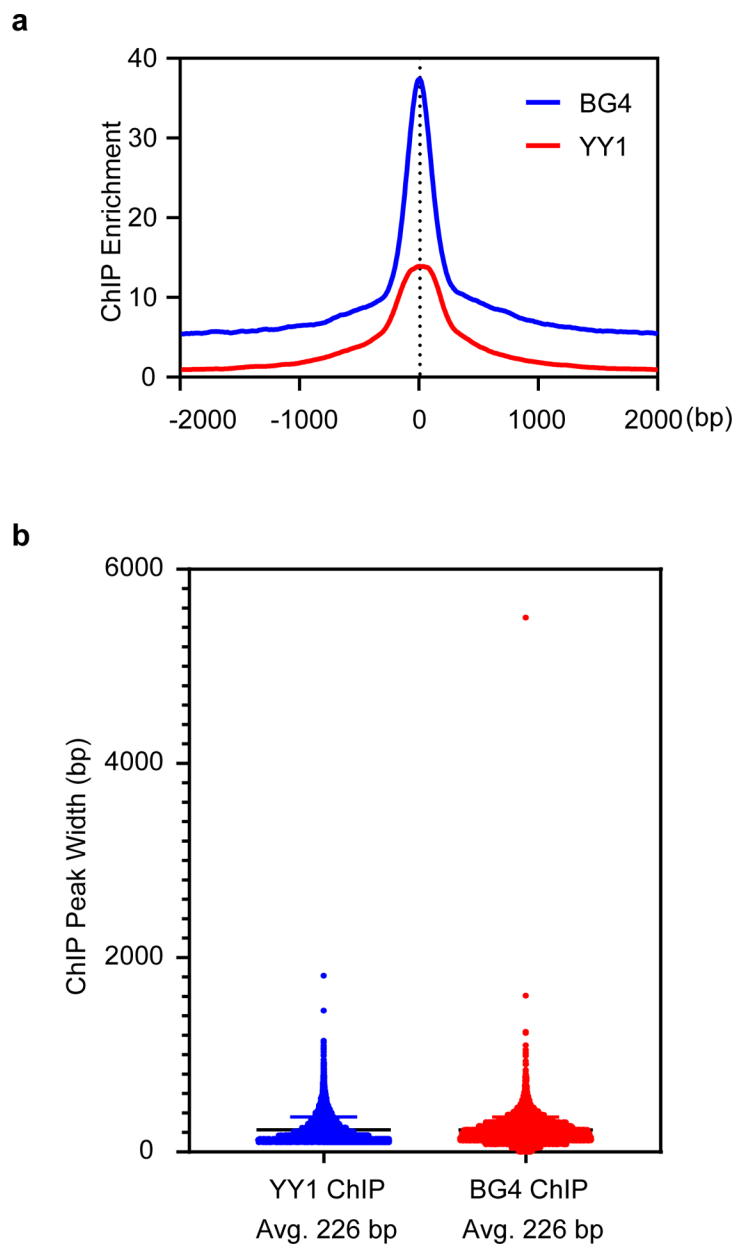 a
40
30
20
10
0
ChIP Enrichment
BG4
YY1
-2000 -1000 0 1000 2000 (bp)
b
6000
4000
2000
0
ChIP Peak Width (bp)
YY1 ChIP BG4 ChIP
Avg. 226 bp Avg. 226 bp